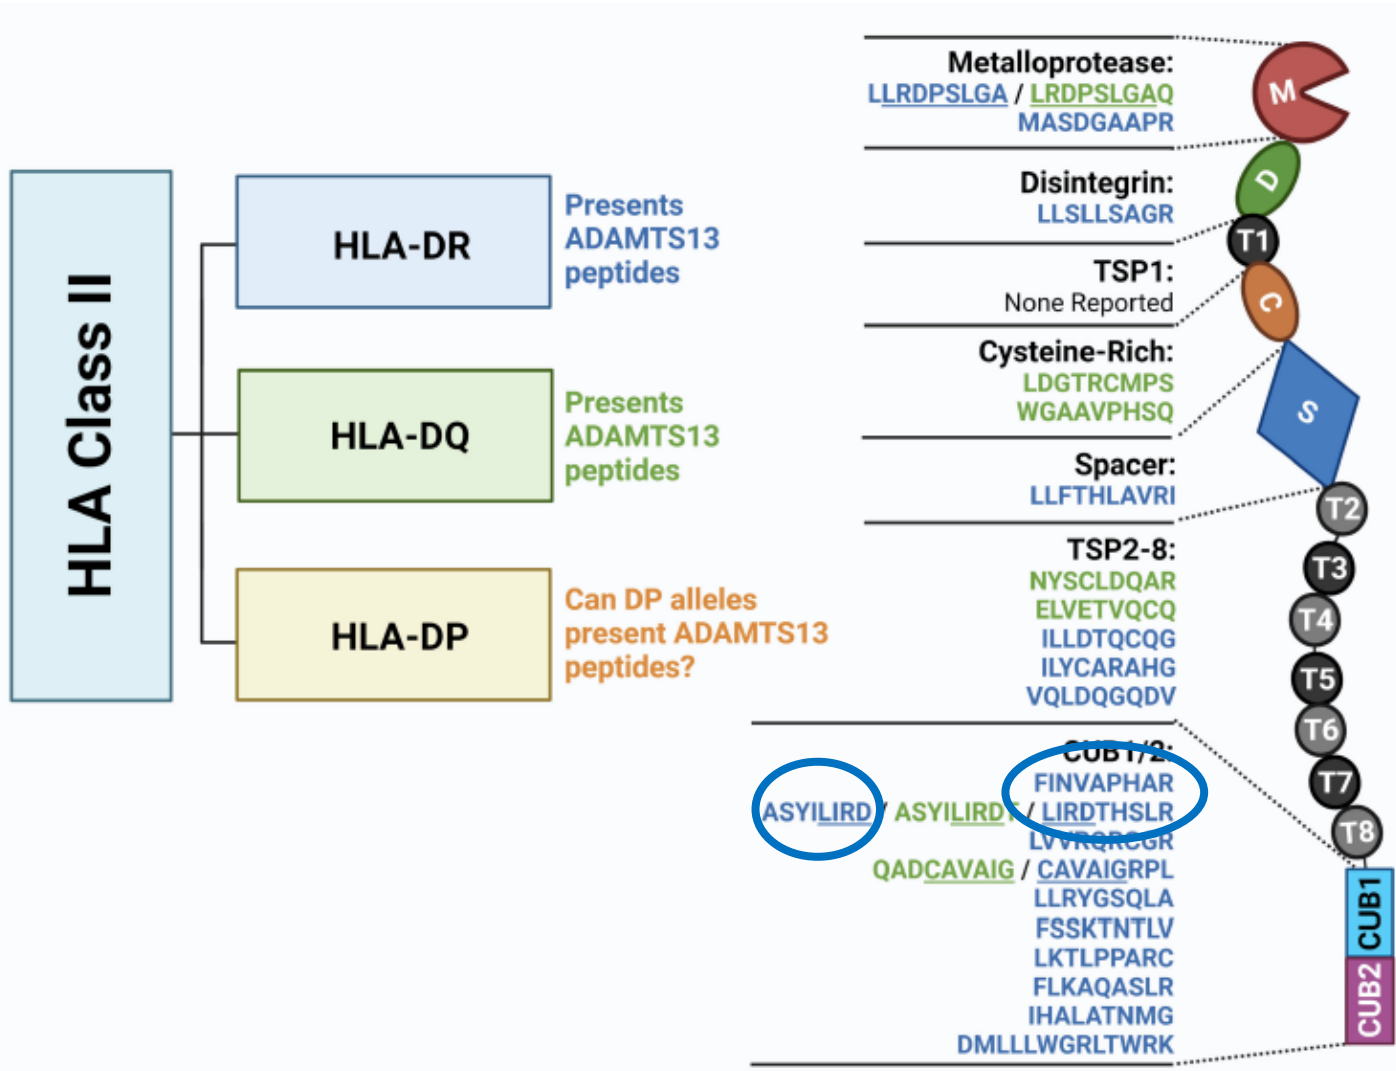 HLA Class II
HLA-DR
Presents
ADAMTS13
peptides
HLA-DQ
Presents
ADAMTS13
peptides
HLA-DP
Can DP alleles
present ADAMTS13
peptides?
Metalloprotease:
LLRDPSLGA / LRDPSLGAQ
MASDGAAPR
Disintegrin:
LLSLLSAGR
TSP1:
None Reported
Cysteine-Rich:
LDGTRCMPS
WGAAVPHSQ
Spacer:
LLFTHLAVRI
TSP2-8:
NYSCLDQAR
ELVETVQCQ
ILLDTQCQG
ILYCARAHG
VQLDQGQDV
CUB1/2:
FINVAPHAR
ASYILIRD / ASYILIRDT / LIRDTHSLR
LVVRQRCGR
QADCAVAIG / CAVAIGRPL
LLRYGSQLA
FSSKTNTLV
LKTLPPARC
FLKAQASLR
IHALATNMG
DMLLLWGRLTWRK
M
D
T1
C
S
T2
T3
T4
T5
T6
T7
T8
CUB1
CUB2